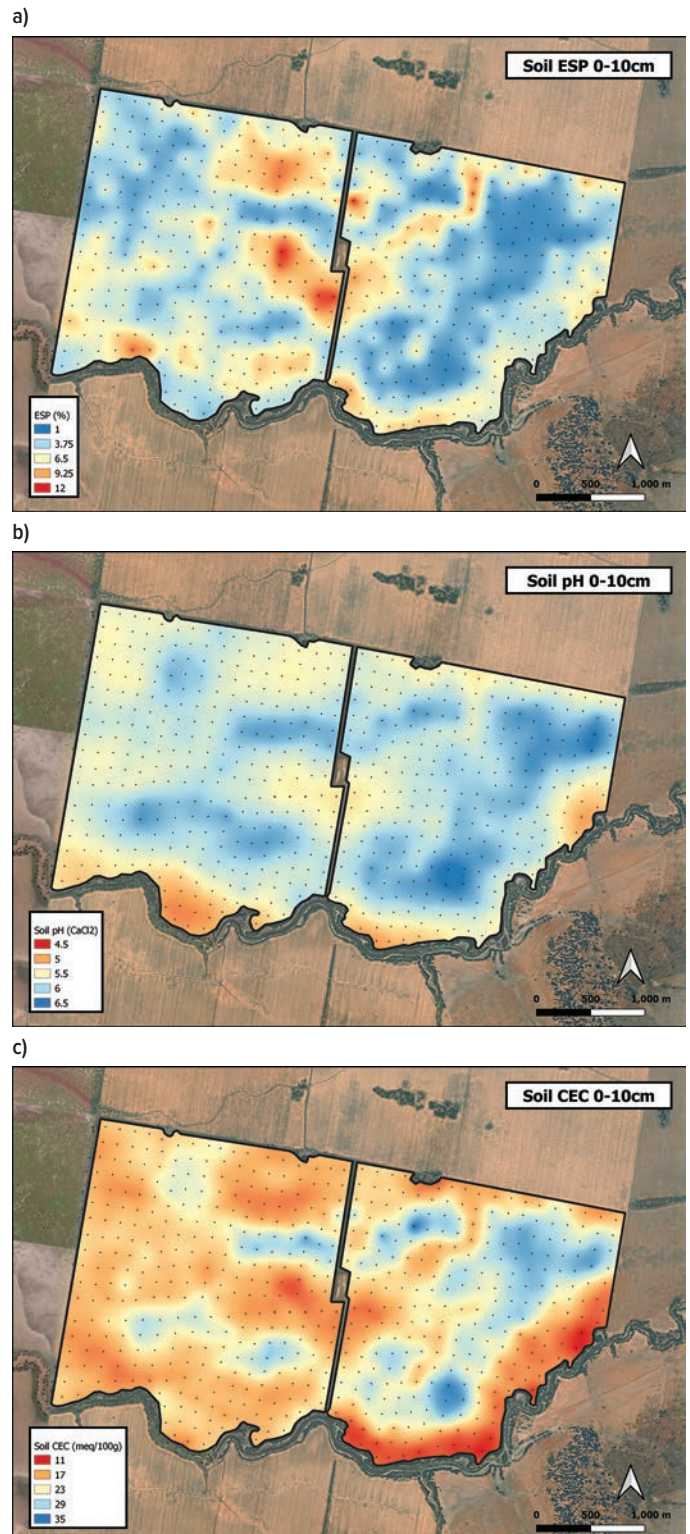 a)
Soil ESP 0-10cm
ESP (%)
1
3.75
6.5
9.25
12
0 500 1,000 m
b)
Soil pH 0-10cm
Soil pH (CaCl2)
4.5
5
5.5
6
6.5
0 500 1,000 m
c)
Soil CEC 0-10cm
Soil CEC (meq/100g)
11
17
23
29
35
0 500 1,000 m